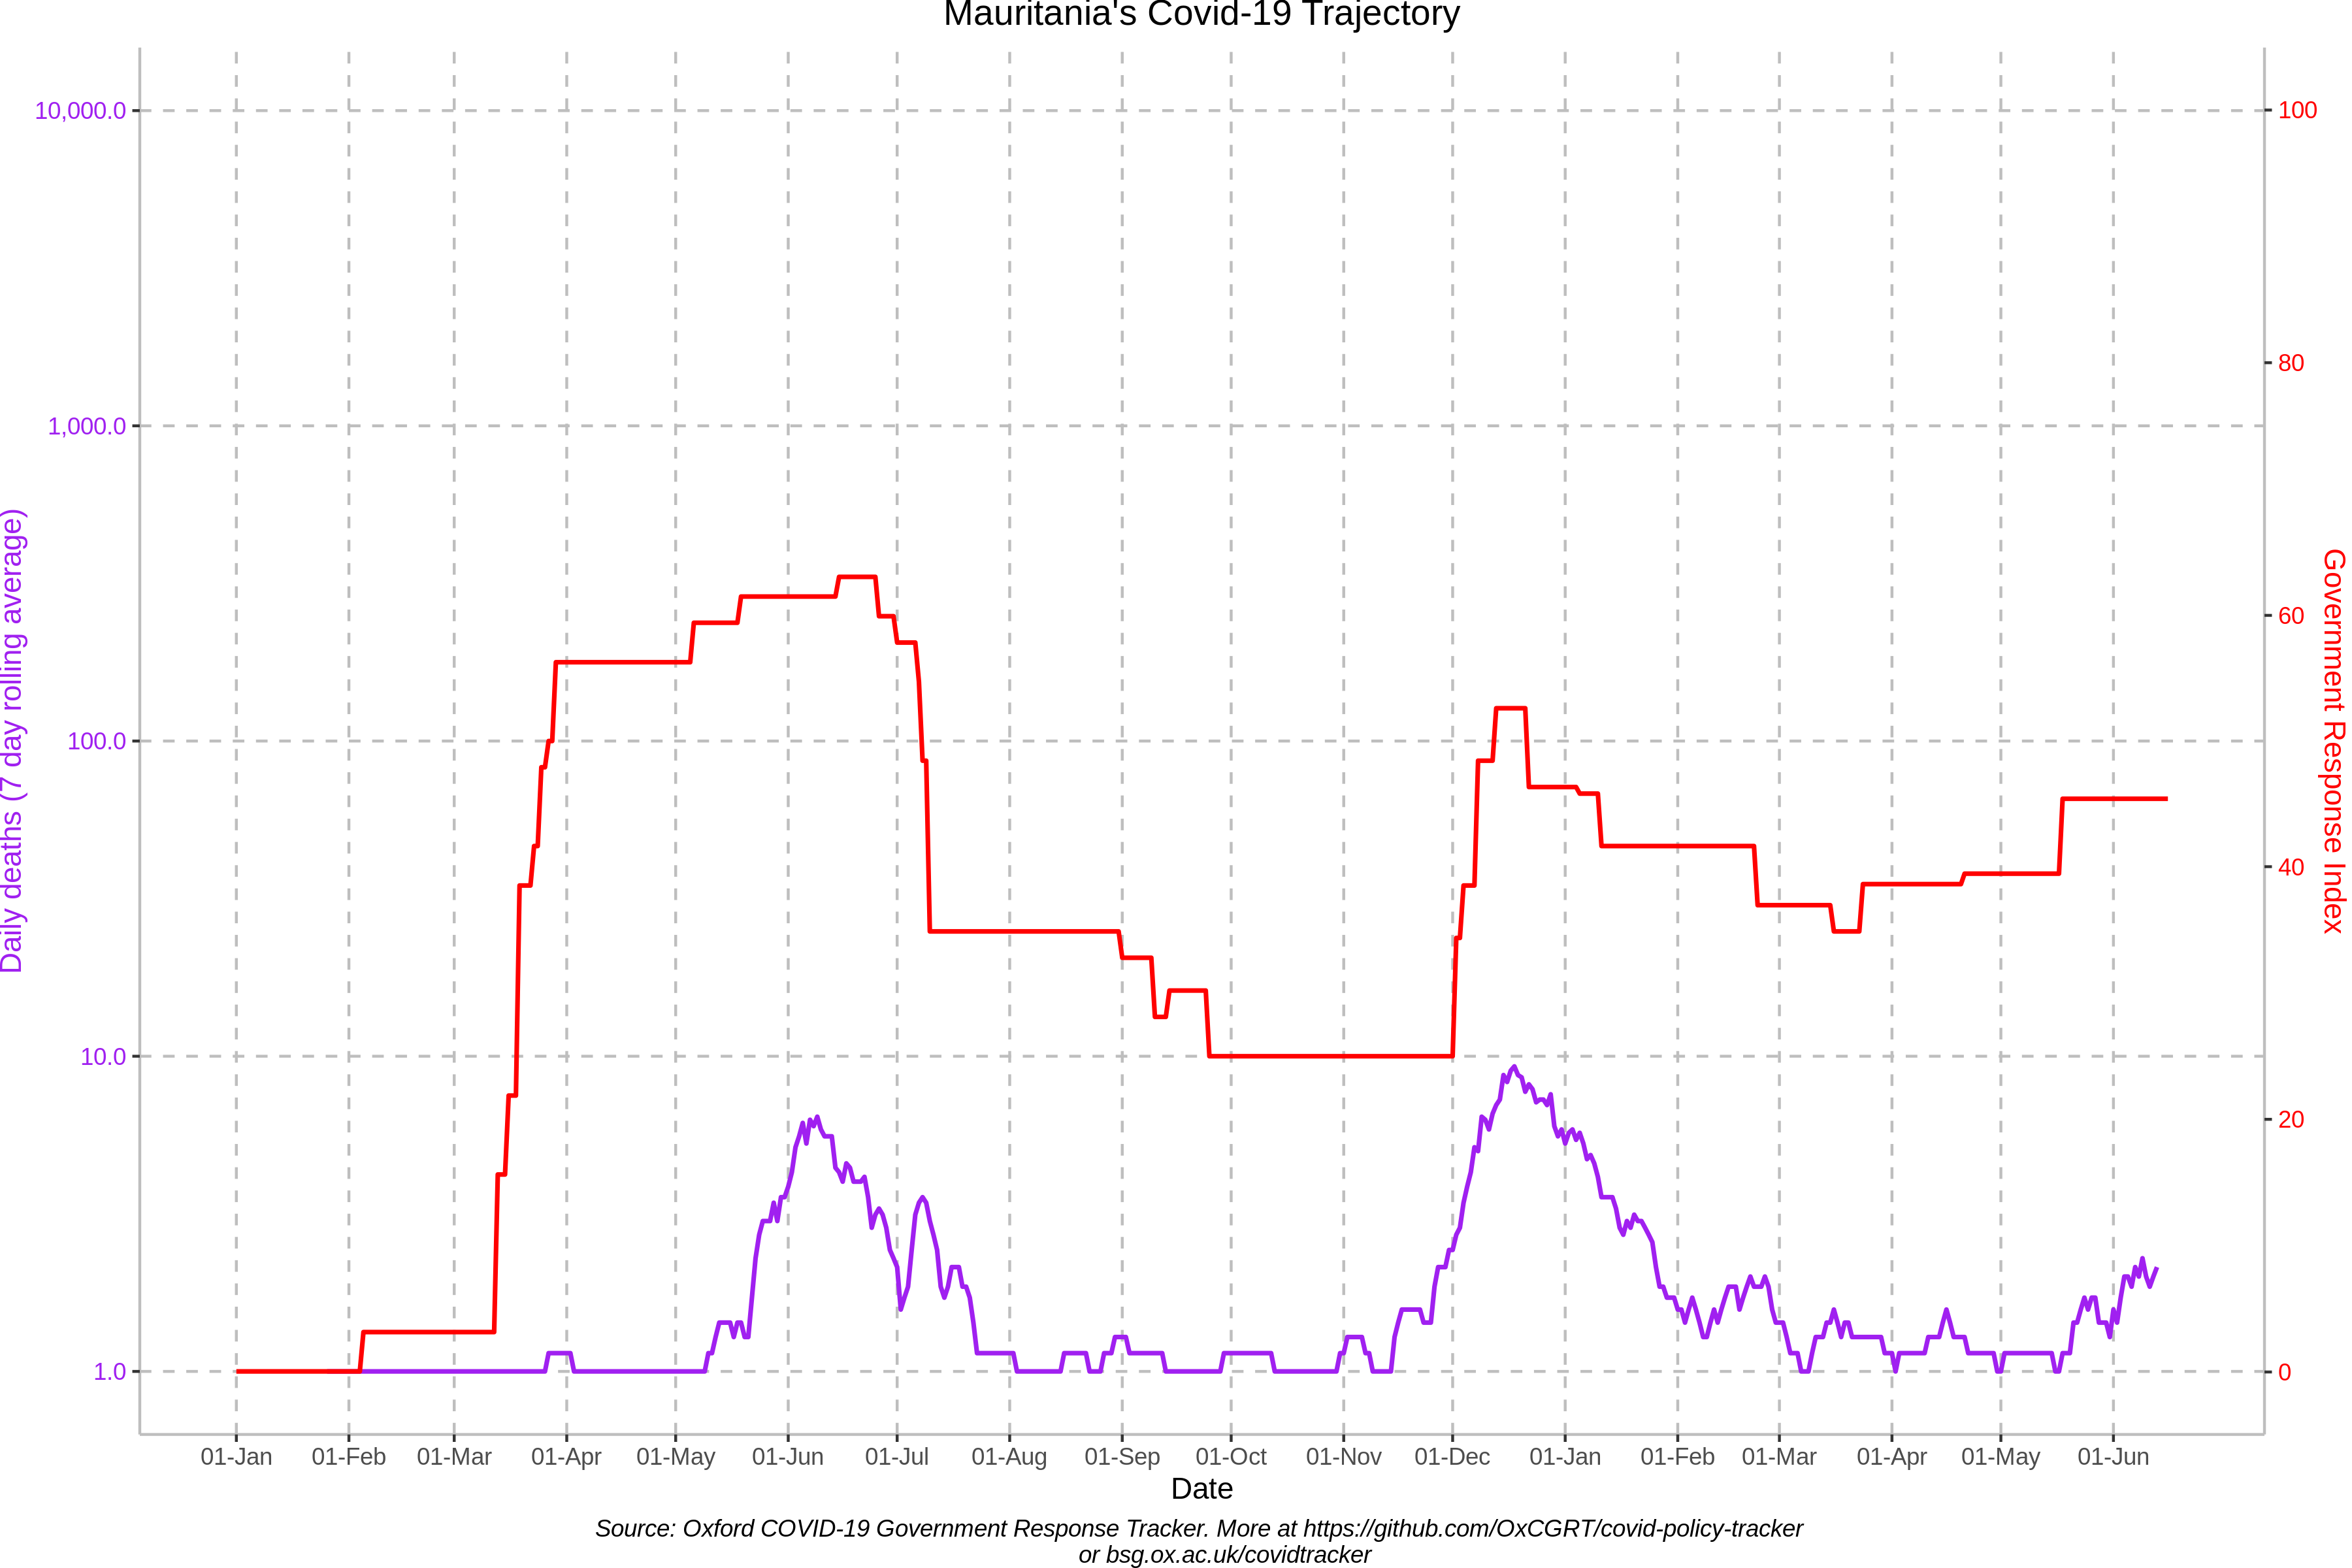 Mauritania's Covid-19 Trajectory
10,000.0
1,000.0
100.0
10.0
1.0
Daily deaths (7 day rolling average)
100
80
60
40
20
0
Government Response Index
01-Jan 01-Feb 01-Mar 01-Apr 01-May 01-Jun 01-Jul 01-Aug 01-Sep 01-Oct 01-Nov 01-Dec 01-Jan 01-Feb 01-Mar 01-Apr 01-May 01-Jun
Date
Source: Oxford COVID-19 Government Response Tracker. More at https://github.com/OxCGRT/covid-policy-tracker
or bsg.ox.ac.uk/covidtracker